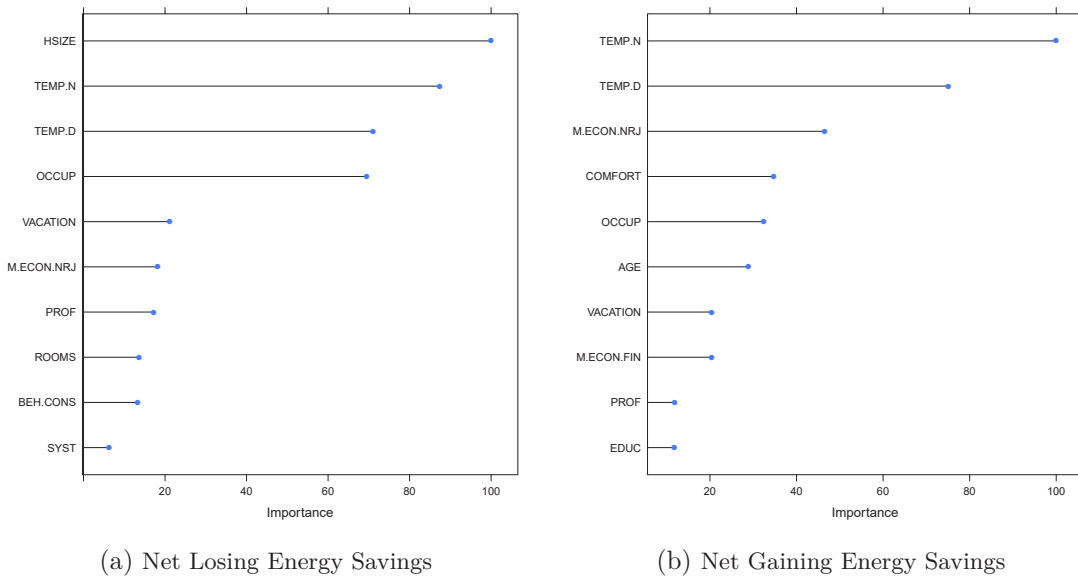 HSIZE
TEMP.N
TEMP.D
OCCUP
VACATION
M.ECON.NRJ
PROF
ROOMS
BEH.CONS
SYST
20 40 60 80 100
Importance
(a) Net Losing Energy Savings
TEMP.N
TEMP.D
M.ECON.NRJ
COMFORT
OCCUP
AGE
VACATION
M.ECON.FIN
PROF
EDUC
20 40 60 80 100
Importance
(b) Net Gaining Energy Savings